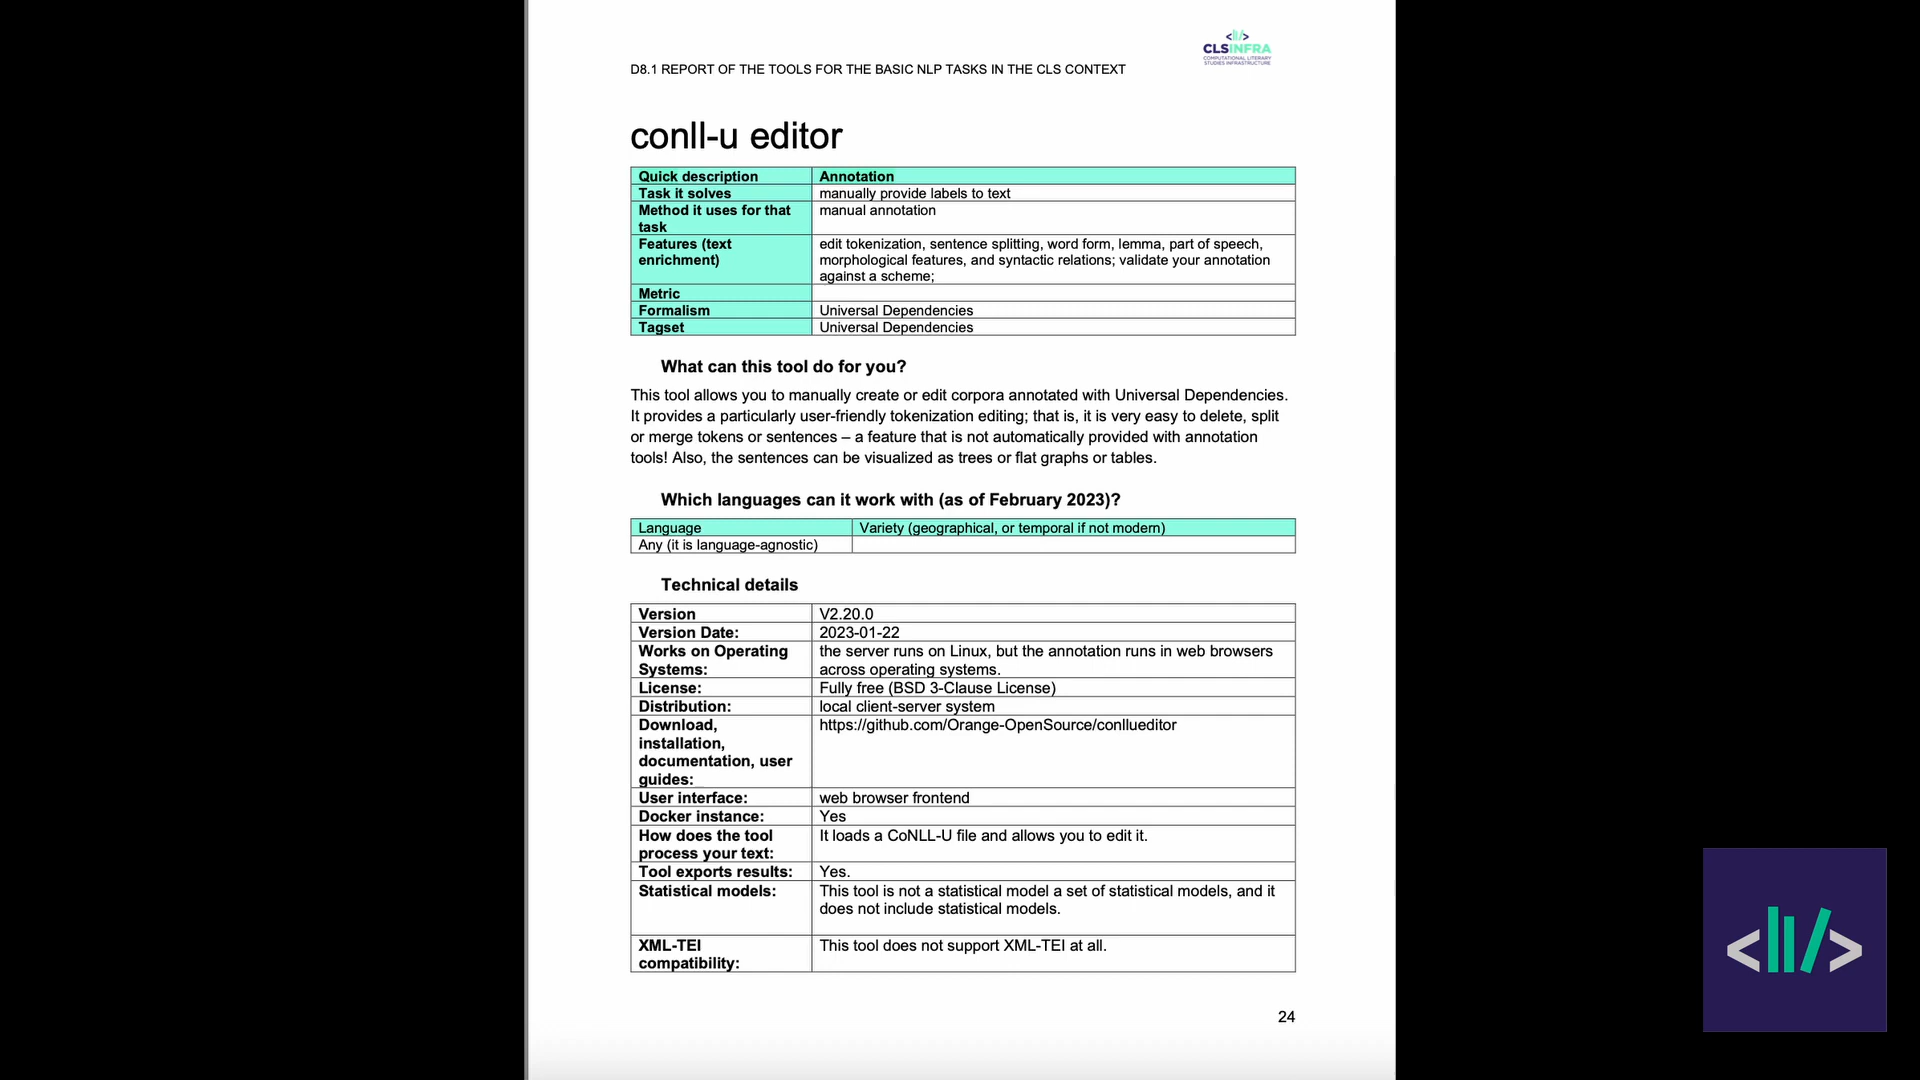 CLSINFRA
COMPUTATIONAL LITERARY
STUDIES INFRASTRUCTURE
D8.1 REPORT OF THE TOOLS FOR THE BASIC NLP TASKS IN THE CLS CONTEXT
conll-u editor
Quick description Annotation
Task it solves manually provide labels to text
Method it uses for that manual annotation
task
Features (text edit tokenization, sentence splitting, word form, lemma, part of speech,
enrichment) morphological features, and syntactic relations; validate your annotation
against a scheme;
Metric
Formalism Universal Dependencies
Tagset Universal Dependencies
What can this tool do for you?
This tool allows you to manually create or edit corpora annotated with Universal Dependencies.
It provides a particularly user-friendly tokenization editing; that is, it is very easy to delete, split
or merge tokens or sentences – a feature that is not automatically provided with annotation
tools! Also, the sentences can be visualized as trees or flat graphs or tables.
Which languages can it work with (as of February 2023)?
Language Variety (geographical, or temporal if not modern)
Any (it is language-agnostic)
Technical details
Version V2.20.0
Version Date: 2023-01-22
Works on Operating the server runs on Linux, but the annotation runs in web browsers
Systems: across operating systems.
License: Fully free (BSD 3-Clause License)
Distribution: local client-server system
Download, https://github.com/Orange-OpenSource/conllueditor
installation,
documentation, user
guides:
User interface: web browser frontend
Docker instance: Yes
How does the tool It loads a CoNLL-U file and allows you to edit it.
process your text:
Tool exports results: Yes.
Statistical models: This tool is not a statistical model a set of statistical models, and it
does not include statistical models.
XML-TEI This tool does not support XML-TEI at all.
compatibility:
24